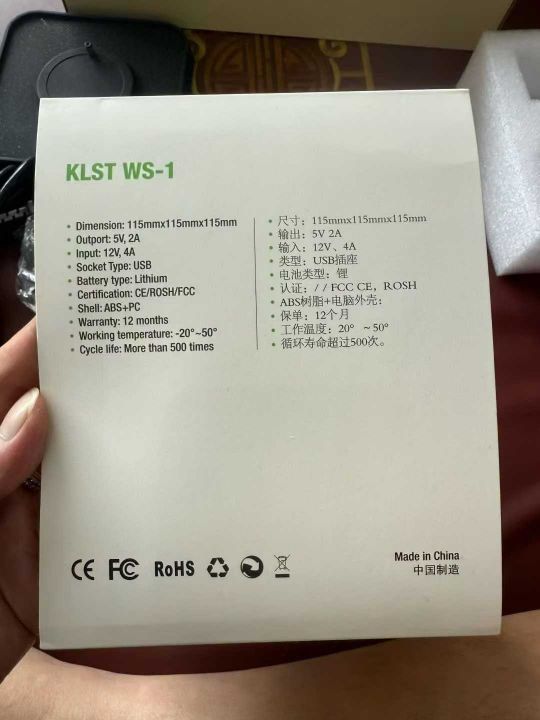 KLST WS-1
• Dimension: 115mmx115mmx115mm
• Outport: 5V, 2A
• Input: 12V, 4A
• Socket Type: USB
• Battery type: Lithium
• Certification: CE/ROSH/FCC
• Shell: ABS+PC
• Warranty: 12 months
• Working temperature: -20°~50°
• Cycle life: More than 500 times
• 尺寸：115mmx115mmx115mm
• 输出：5V 2A
• 输入：12V、4A
• 类型：USB插座
• 电池类型：锂
• 认证：/ / FCC CE，ROSH
• ABS树脂+电脑外壳：
• 保单：12个月
• 工作温度：20° ~50°
• 循环寿命超过500次。
CE FC RoHS
Made in China
中国制造